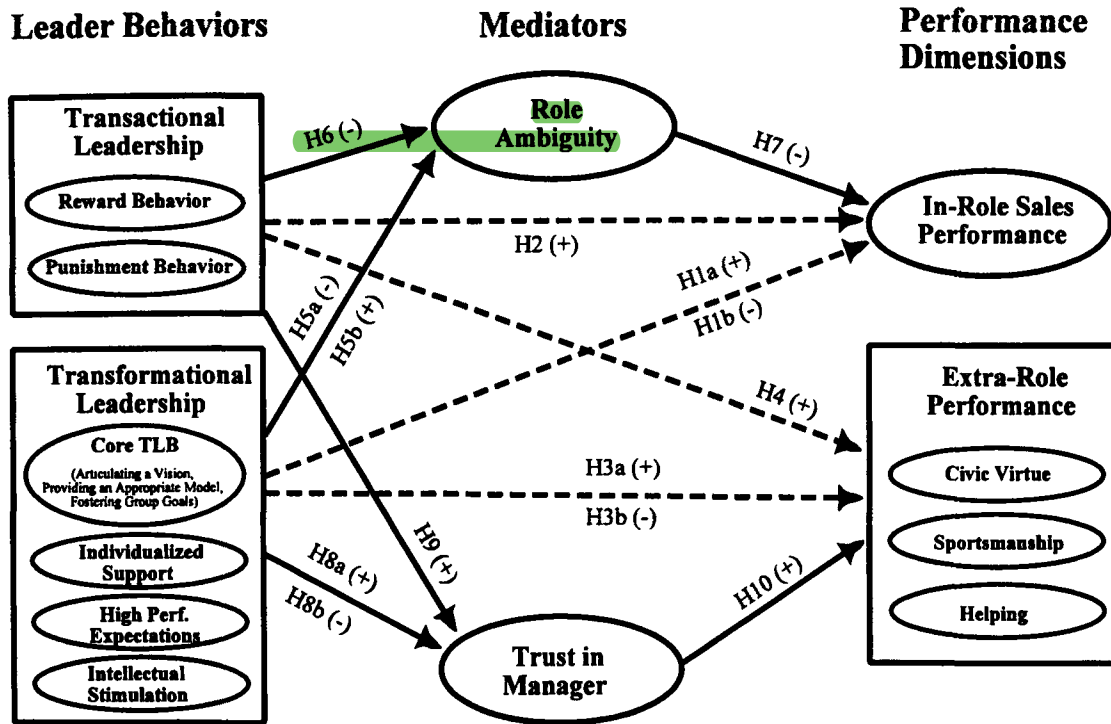 Leader Behaviors
Mediators
Performance
Dimensions
Transactional
Leadership
Reward Behavior
Punishment Behavior
Transformational
Leadership
Core TLB
(Articulating a Vision,
Providing an Appropriate Model,
Fostering Group Goals)
Individualized
Support
High Perf.
Expectations
Intellectual
Stimulation
H6 (-)
Role
Ambiguity
H7 (-)
H2 (+)
H5a (-)
H5b (+)
H1a (+)
H1b (-)
H4 (+)
H3a (+)
H3b (-)
H9 (+)
H8a (+)
H8b (-)
H10 (+)
Trust in
Manager
In-Role Sales
Performance
Extra-Role
Performance
Civic Virtue
Sportsmanship
Helping